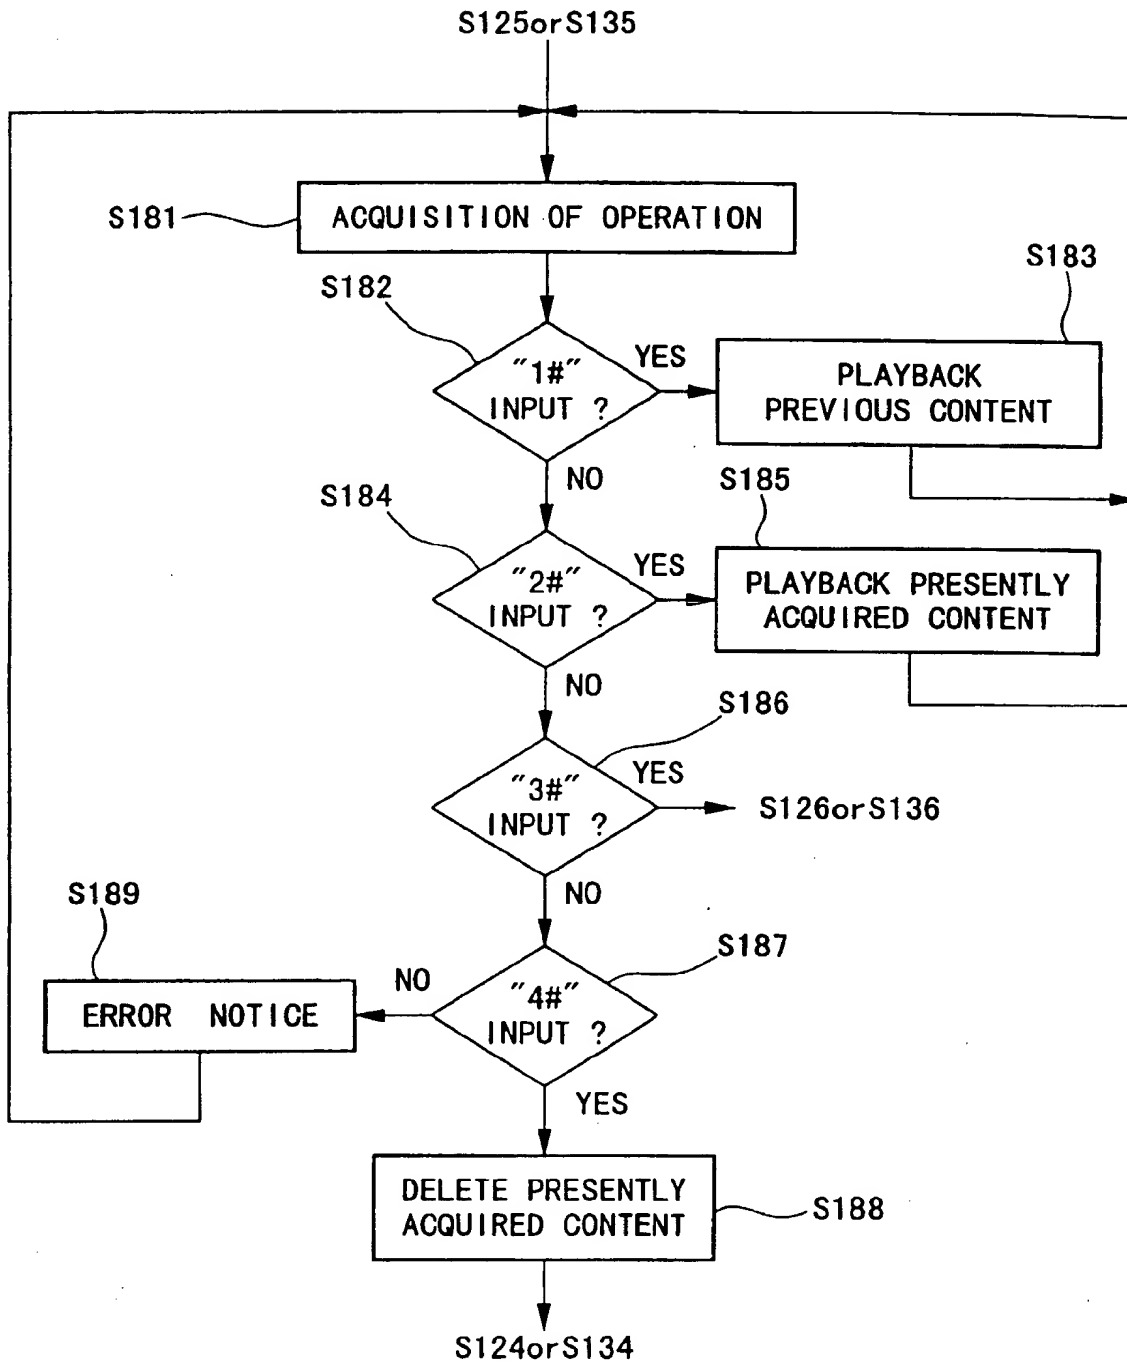 S125orS135
S181
ACQUISITION OF OPERATION
S182
"1#"
INPUT ?
YES
S183
PLAYBACK
PREVIOUS CONTENT
NO
S184
"2#"
INPUT ?
YES
S185
PLAYBACK PRESENTLY
ACQUIRED CONTENT
NO
S186
"3#"
INPUT ?
YES
S126orS136
NO
S187
"4#"
INPUT ?
NO
S189
ERROR NOTICE
YES
DELETE PRESENTLY
ACQUIRED CONTENT
S188
S124orS134